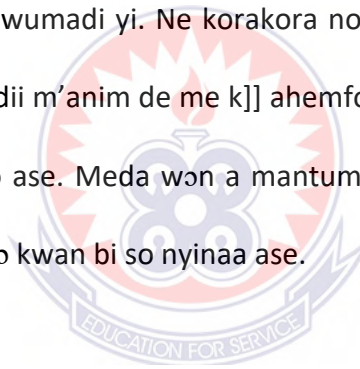 wumadi yi. Ne korakora no
dii m’anim de me k]] ahemfo
ase. Meda wɔn a mantum
ɔ kwan bi so nyinaa ase.
EDUCATION FOR SERVICE